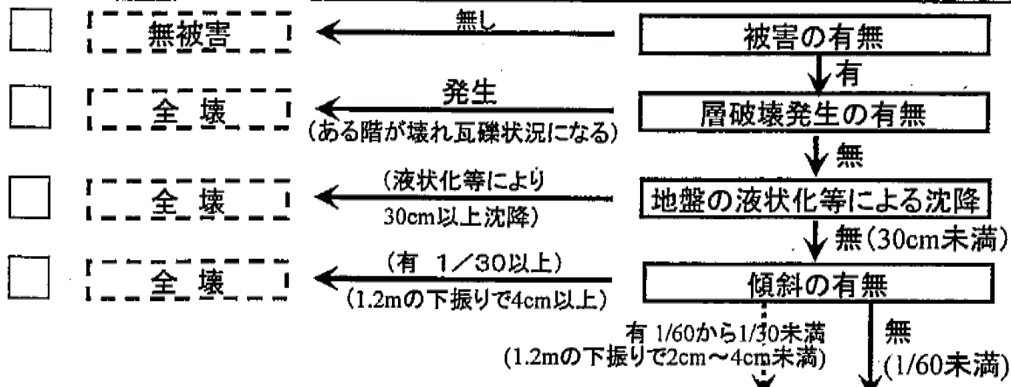 無被害
無し
被害の有無
有
全 壊
発生
(ある階が壊れ瓦礫状況になる)
層破壊発生の有無
無
全 壊
(液状化等により
30cm以上沈降)
地盤の液状化等による沈降
無(30cm未満)
全 壊
(有 1/30以上)
(1.2mの下振りで4cm以上)
傾斜の有無
有 1/60から1/30未満
(1.2mの下振りで2cm~4cm未満)
無
(1/60未満)